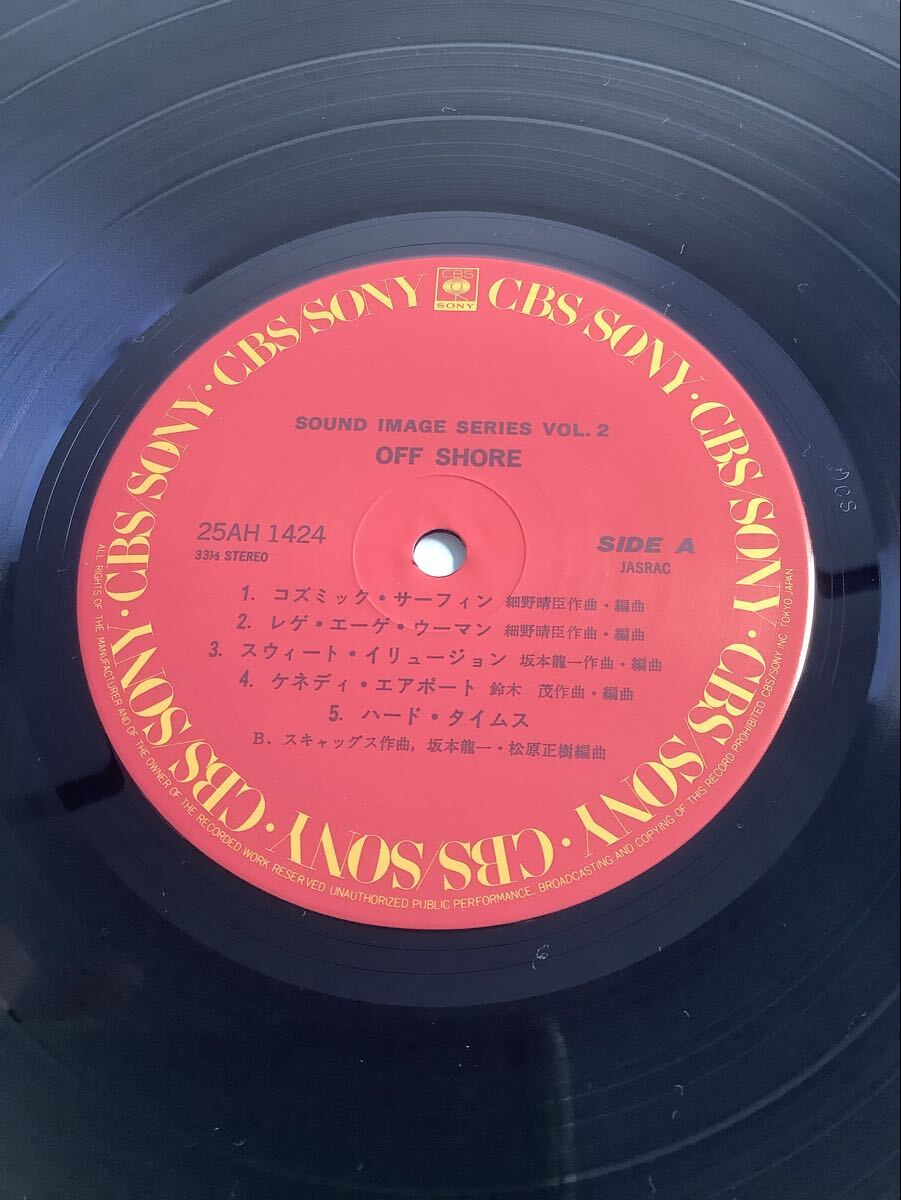 CBS/SONY · CBS/SONY · CBS/SONY · CBS/SONY · CBS/SONY · CBS/SONY · CBS/SONY · CBS/SONY · CBS/SONY
CBS
SONY
SOUND IMAGE SERIES VOL. 2
OFF SHORE
25AH 1424
33⅓ STEREO
SIDE A
JASRAC
1. コズミック・サーフィン 細野晴臣作曲・編曲
2. レゲ・エーゲ・ウーマン 細野晴臣作曲・編曲
3. スウィート・イリュージョン 坂本龍一作曲・編曲
4. ケネディ・エアポート 鈴木 茂作曲・編曲
5. ハード・タイムス
B. スキャッグス作曲, 坂本龍一・松原正樹編曲
ALL RIGHTS OF THE MANUFACTURER AND OF THE OWNER OF THE RECORDED WORK RESERVED UNAUTHORIZED PUBLIC PERFORMANCE. BROADCASTING AND COPYING OF THIS RECORD PROHIBITED CBS/SONY INC TOKYO JAPAN
DCS